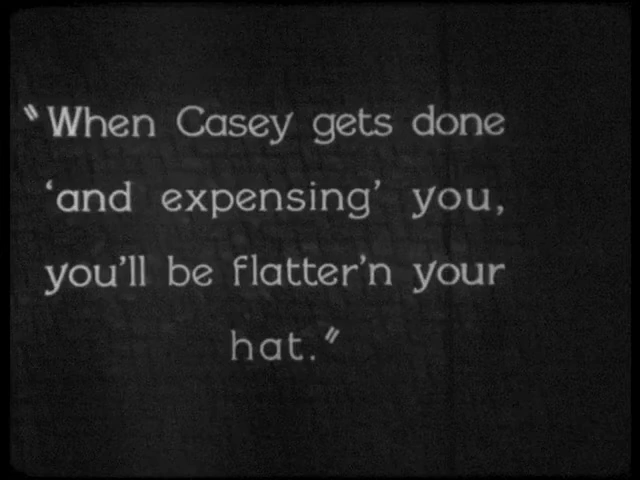 "When Casey gets done
'and expensing' you,
you'll be flatter'n your
hat."